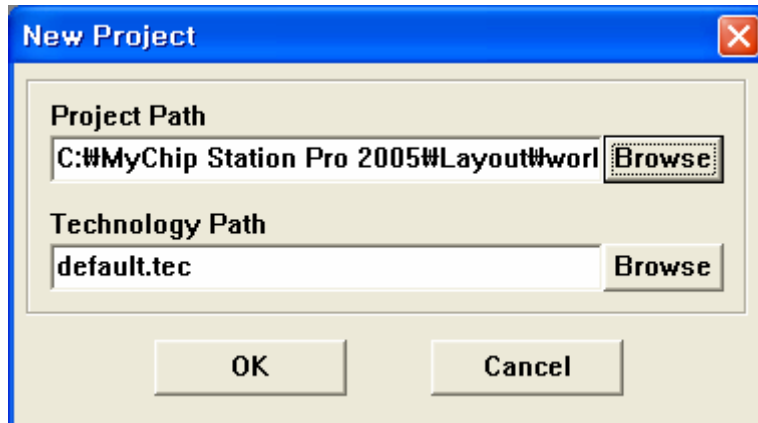 New Project
Project Path
C:₩MyChip Station Pro 2005₩Layout₩worl Browse
Technology Path
default.tec Browse
OK Cancel